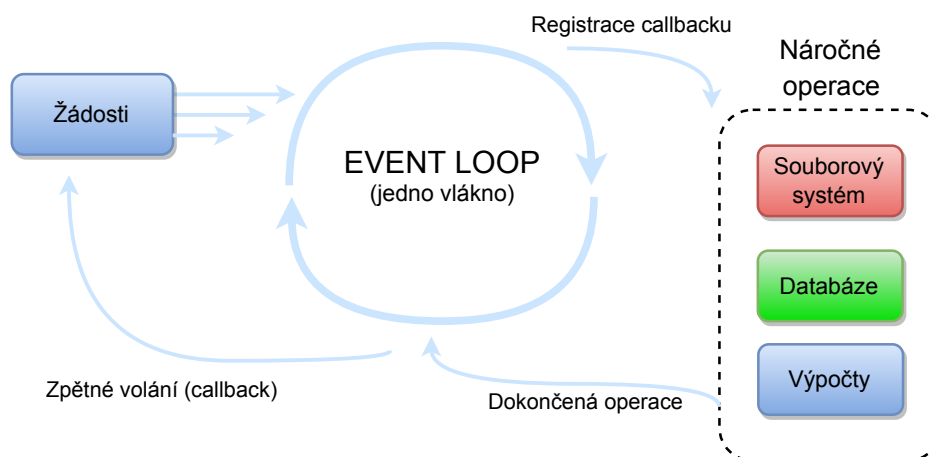 Registrace callbacku
Náročné
operace
Žádosti
EVENT LOOP
(jedno vlákno)
Souborový
systém
Databáze
Výpočty
Zpětné volání (callback)
Dokončená operace